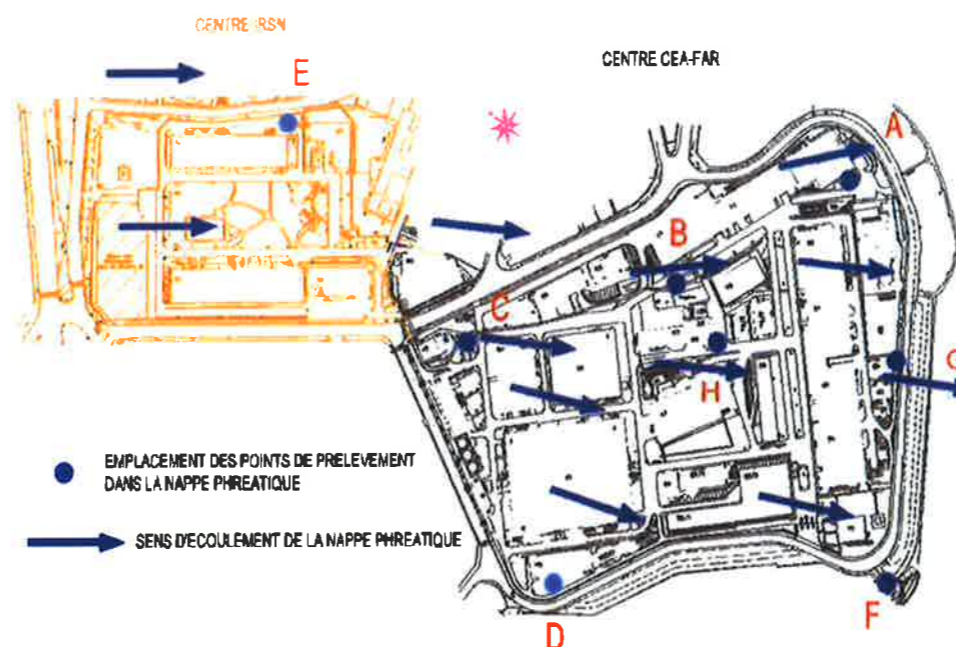 CENTRE IRSN
CENTRE CEA-FAR
E
A
B
C
G
H
EMPLACEMENT DES POINTS DE PRELEVEMENT
DANS LA NAPPE PHREATIQUE
SENS D'ECOULEMENT DE LA NAPPE PHREATIQUE
D
F